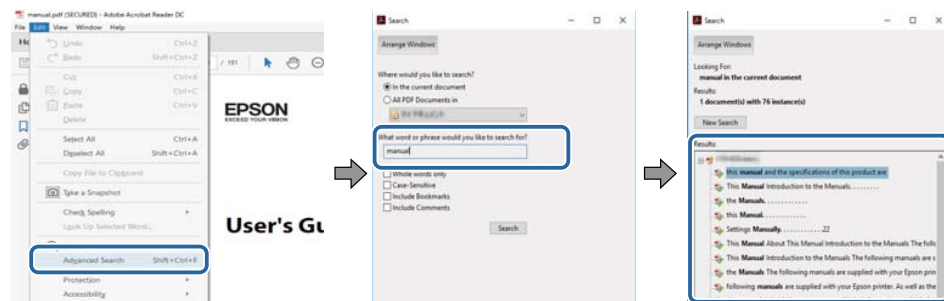 manual.pdf (SECURED) - Adobe Acrobat Reader DC
File Edit View Window Help
Undo Ctrl+Z
Redo Shift+Ctrl+Z
Cut Ctrl+X
Copy Ctrl+C
Paste Ctrl+V
Delete
Select All Ctrl+A
Deselect All Shift+Ctrl+A
Copy File to Clipboard
Take a Snapshot
Check Spelling
Look Up Selected Word...
Advanced Search Shift+Ctrl+F
Protection
Accessibility
/ 191
EPSON
EXCEED YOUR VISION
User's Gu
Search
Arrange Windows
Where would you like to search?
In the current document
All PDF Documents in
What word or phrase would you like to search for?
manual
Whole words only
Case-Sensitive
Include Bookmarks
Include Comments
Search
Search
Arrange Windows
Looking For:
manual in the current document
Results:
1 document(s) with 76 instance(s)
New Search
Results:
this manual and the specifications of this product are
This Manual Introduction to the Manuals.........
the Manuals.............
this Manual.............
Settings Manually.............22
This Manual About This Manual Introduction to the Manuals The follo
This Manual Introduction to the Manuals The following manuals are s
the Manuals The following manuals are supplied with your Epson prin
following manuals are supplied with your Epson printer. As well as the